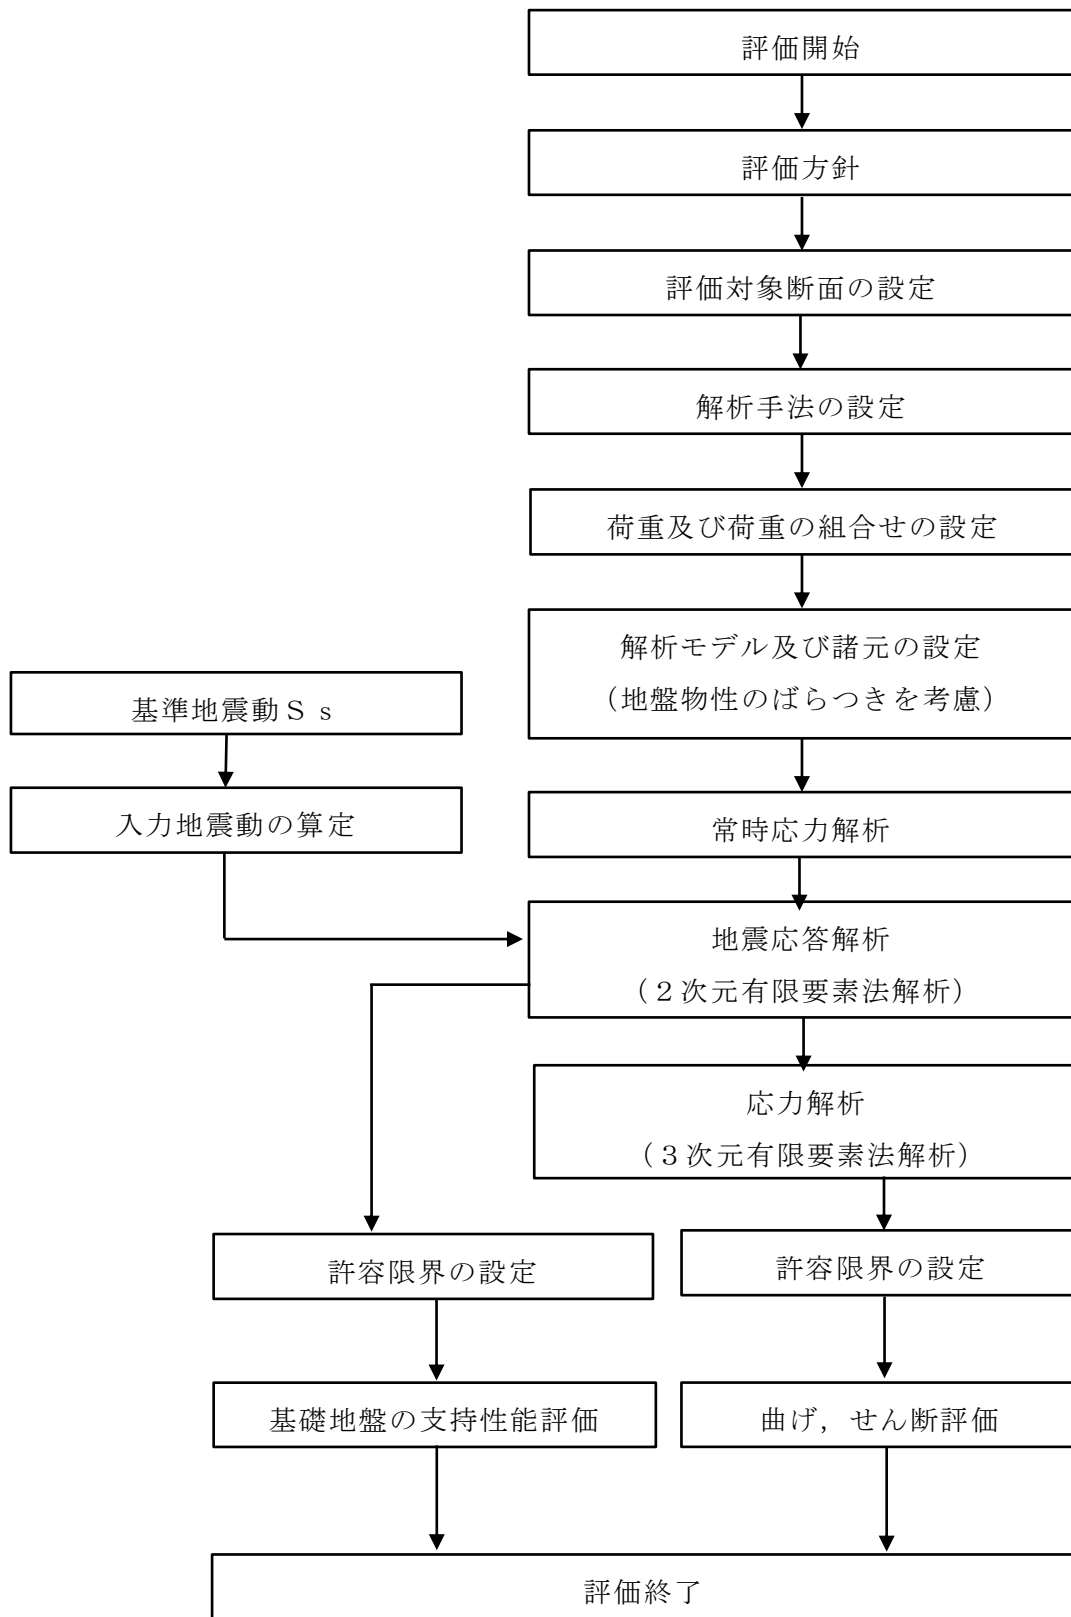 評価開始
評価方針
評価対象断面の設定
解析手法の設定
荷重及び荷重の組合せの設定
解析モデル及び諸元の設定
（地盤物性のばらつきを考慮）
基準地震動Ｓｓ
入力地震動の算定
常時応力解析
地震応答解析
（２次元有限要素法解析）
応力解析
（３次元有限要素法解析）
許容限界の設定
許容限界の設定
基礎地盤の支持性能評価
曲げ，せん断評価
評価終了